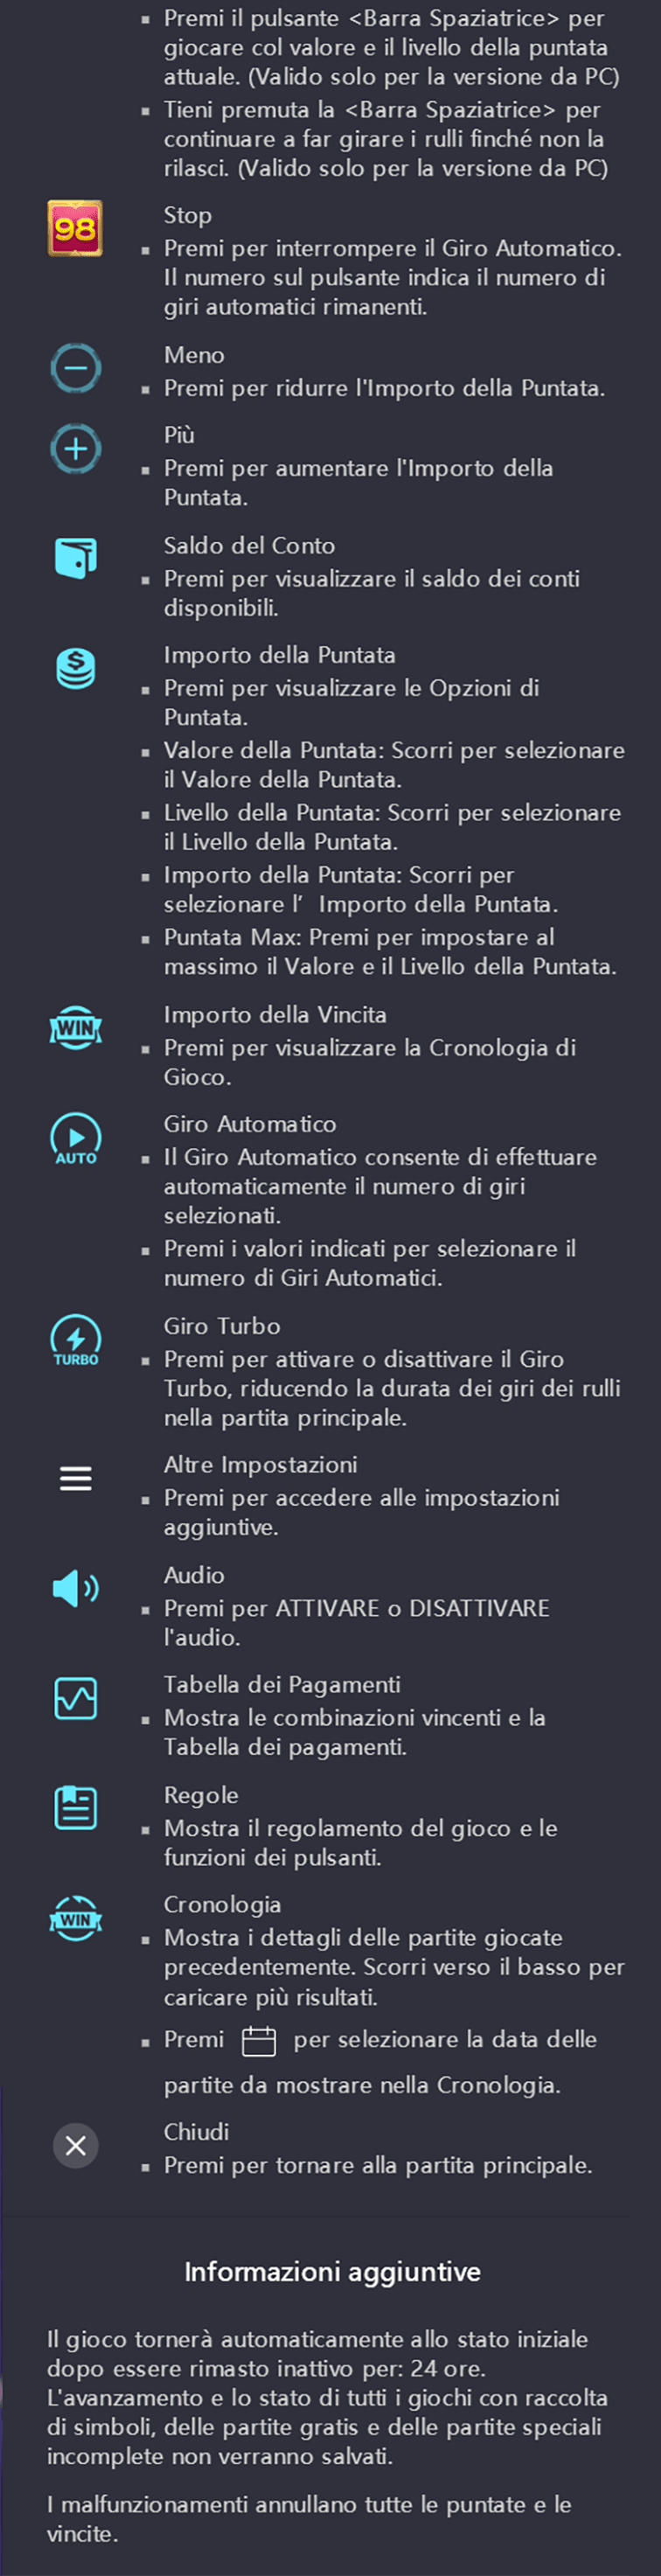 Premi il pulsante <Barra Spaziatrice> per
giocare col valore e il livello della puntata
attuale. (Valido solo per la versione da PC)
Tieni premuta la <Barra Spaziatrice> per
continuare a far girare i rulli finché non la
rilasci. (Valido solo per la versione da PC)
98
Stop
Premi per interrompere il Giro Automatico.
Il numero sul pulsante indica il numero di
giri automatici rimanenti.
Meno
Premi per ridurre l'Importo della Puntata.
Più
Premi per aumentare l'Importo della
Puntata.
Saldo del Conto
Premi per visualizzare il saldo dei conti
disponibili.
$
Importo della Puntata
Premi per visualizzare le Opzioni di
Puntata.
Valore della Puntata: Scorri per selezionare
il Valore della Puntata.
Livello della Puntata: Scorri per selezionare
il Livello della Puntata.
Importo della Puntata: Scorri per
selezionare l’ Importo della Puntata.
Puntata Max: Premi per impostare al
massimo il Valore e il Livello della Puntata.
WIN
Importo della Vincita
Premi per visualizzare la Cronologia di
Gioco.
AUTO
Giro Automatico
Il Giro Automatico consente di effettuare
automaticamente il numero di giri
selezionati.
Premi i valori indicati per selezionare il
numero di Giri Automatici.
TURBO
Giro Turbo
Premi per attivare o disattivare il Giro
Turbo, riducendo la durata dei giri dei rulli
nella partita principale.
Altre Impostazioni
Premi per accedere alle impostazioni
aggiuntive.
Audio
Premi per ATTIVARE o DISATTIVARE
l'audio.
Tabella dei Pagamenti
Mostra le combinazioni vincenti e la
Tabella dei pagamenti.
Regole
Mostra il regolamento del gioco e le
funzioni dei pulsanti.
WIN
Cronologia
Mostra i dettagli delle partite giocate
precedentemente. Scorri verso il basso per
caricare più risultati.
Premi per selezionare la data delle
partite da mostrare nella Cronologia.
Chiudi
Premi per tornare alla partita principale.
Informazioni aggiuntive
Il gioco tornerà automaticamente allo stato iniziale
dopo essere rimasto inattivo per: 24 ore.
L'avanzamento e lo stato di tutti i giochi con raccolta
di simboli, delle partite gratis e delle partite speciali
incomplete non verranno salvati.
I malfunzionamenti annullano tutte le puntate e le
vincite.